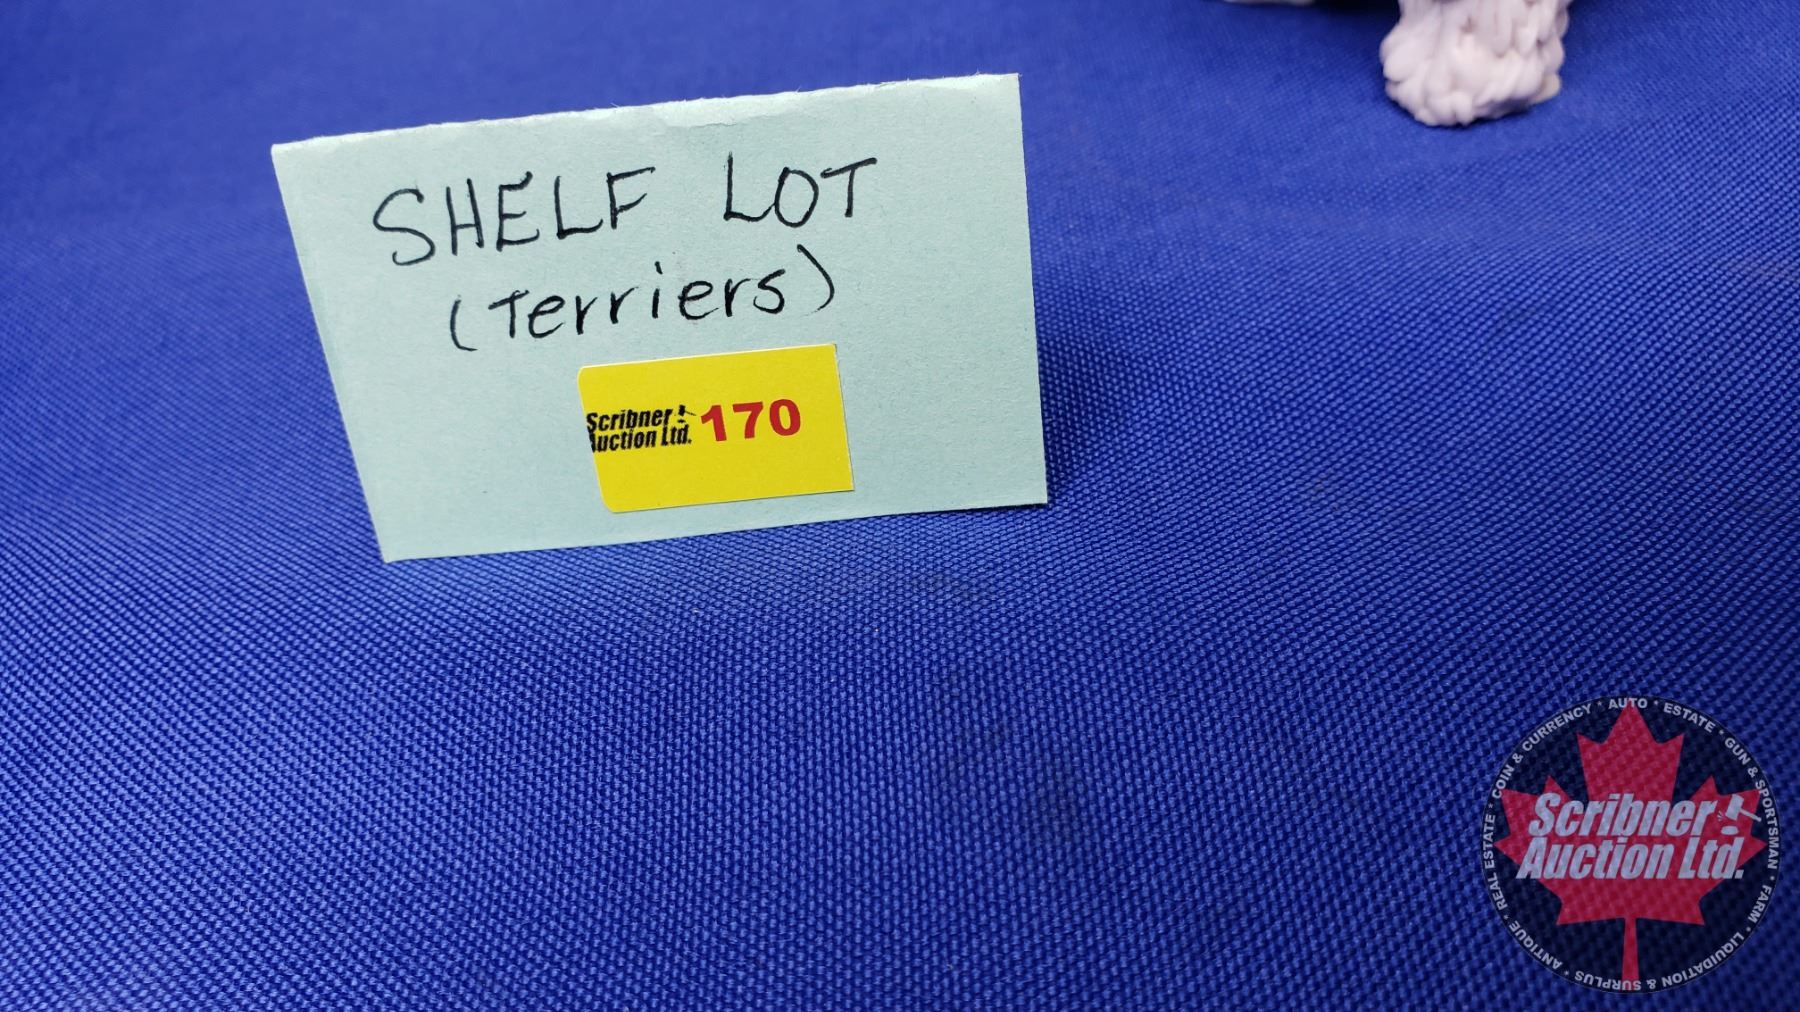 SHELF LOT
(Terriers)
Scribner
Auction Ltd.
170
COIN & CURRENCY * AUTO * ESTATE * GUN & SPORTSMAN * FARM * LIQUIDATION & SURPLUS * ANTIQUE * REAL ESTATE *
Scribner
Auction Ltd.